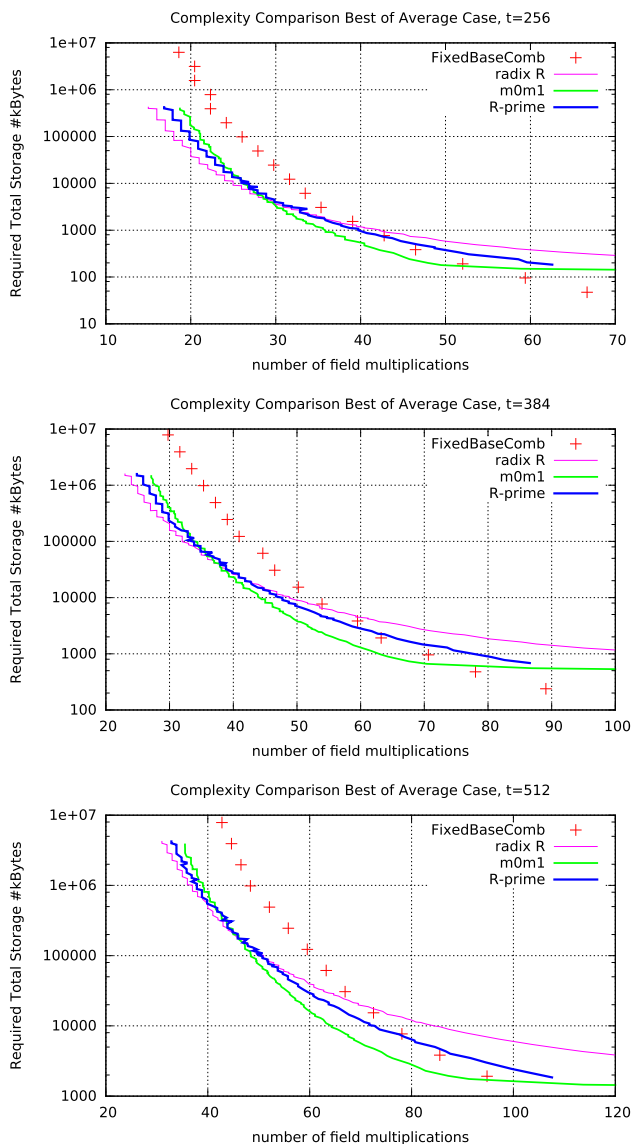 Complexity Comparison Best of Average Case, t=256
Required Total Storage #kBytes
1e+07
1e+06
100000
10000
1000
100
10
FixedBaseComb
radix R
m0m1
R-prime
10 20 30 40 50 60 70
number of field multiplications
Complexity Comparison Best of Average Case, t=384
Required Total Storage #kBytes
1e+07
1e+06
100000
10000
1000
100
FixedBaseComb
radix R
m0m1
R-prime
20 30 40 50 60 70 80 90 100
number of field multiplications
Complexity Comparison Best of Average Case, t=512
Required Total Storage #kBytes
1e+07
1e+06
100000
10000
1000
FixedBaseComb
radix R
m0m1
R-prime
20 40 60 80 100 120
number of field multiplications